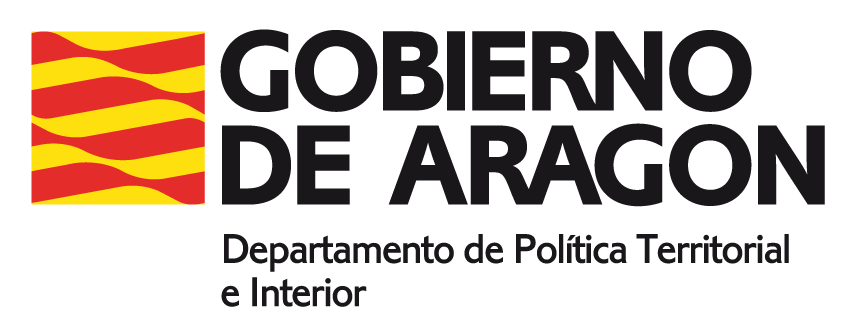 GOBIERNO
DE ARAGON
Departamento de Política Territorial
e Interior